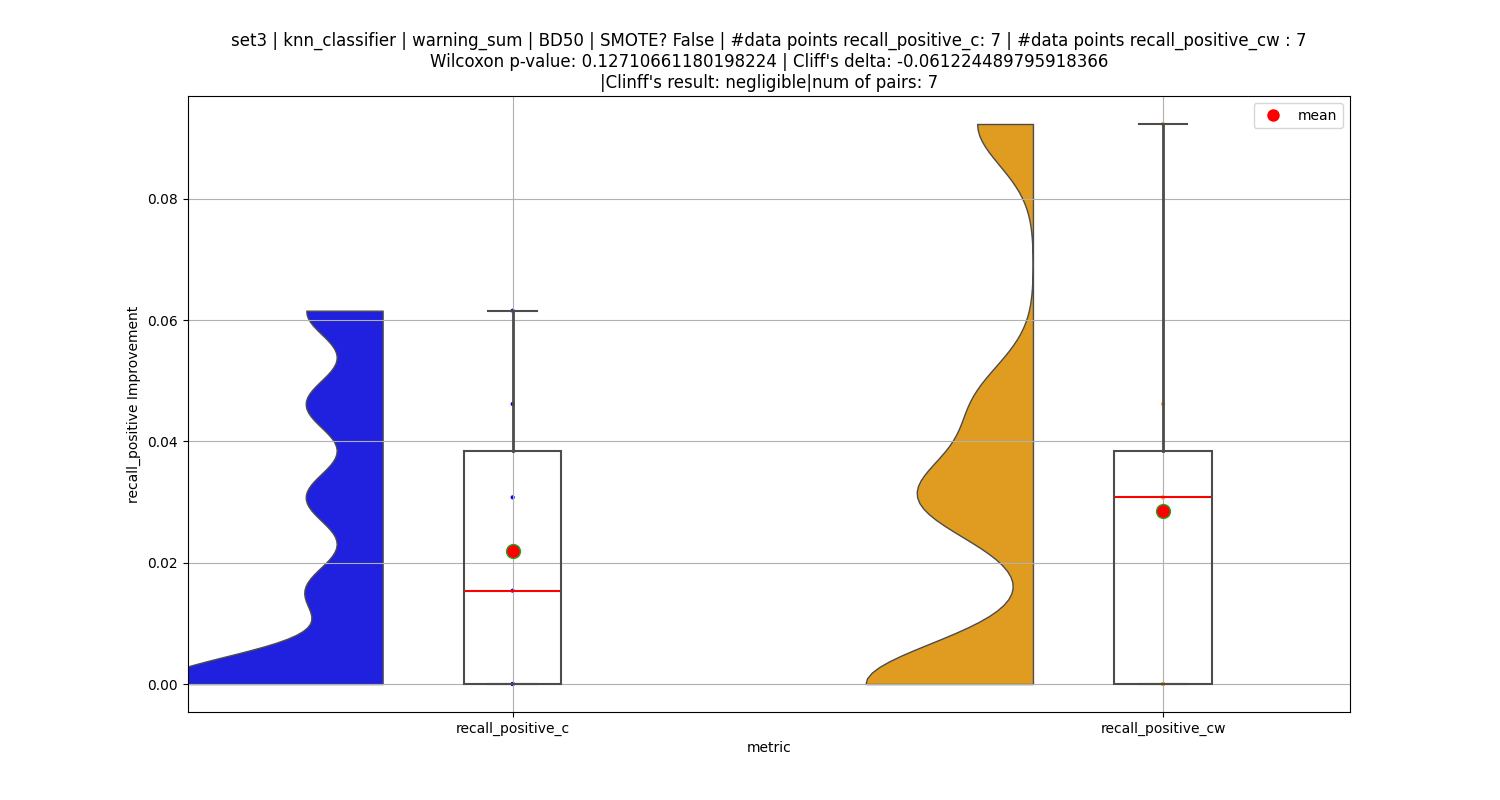 set3 | knn_classifier | warning_sum | BD50 | SMOTE? False | #data points recall_positive_c: 7 | #data points recall_positive_cw : 7
Wilcoxon p-value: 0.12710661180198224 | Cliff's delta: -0.061224489795918366
|Clinff's result: negligible|num of pairs: 7
mean
0.08
0.06
0.04
0.02
0.00
recall_positive Improvement
recall_positive_c
recall_positive_cw
metric